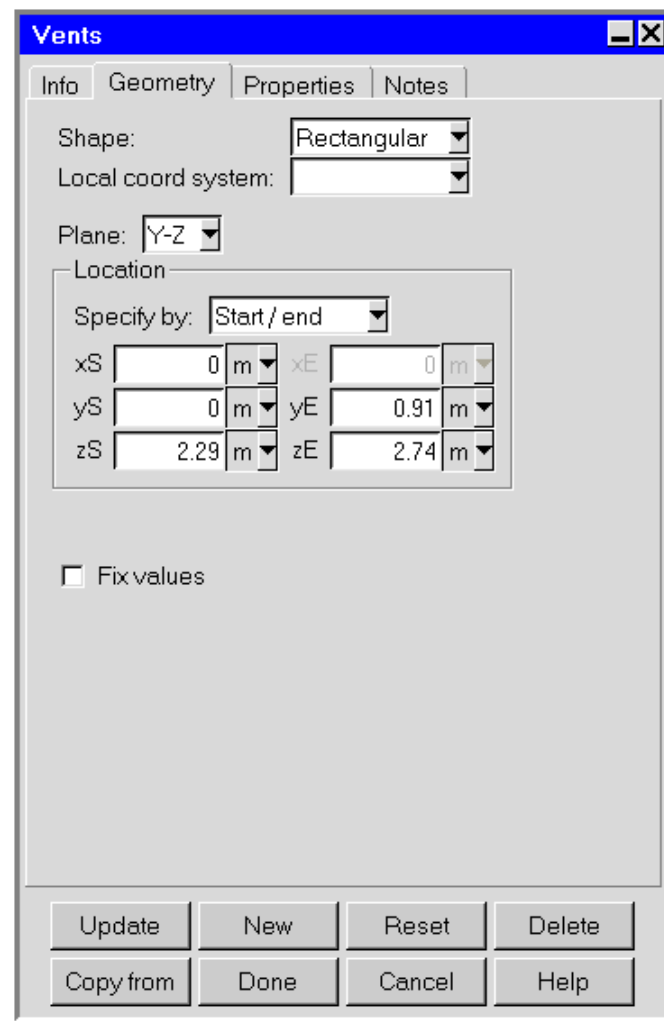 Vents
Info Geometry Properties Notes
Shape: Rectangular
Local coord system:
Plane: Y-Z
Location
Specify by: Start / end
xS 0 m xE 0 m
yS 0 m yE 0.91 m
zS 2.29 m zE 2.74 m
Fix values
Update New Reset Delete
Copy from Done Cancel Help